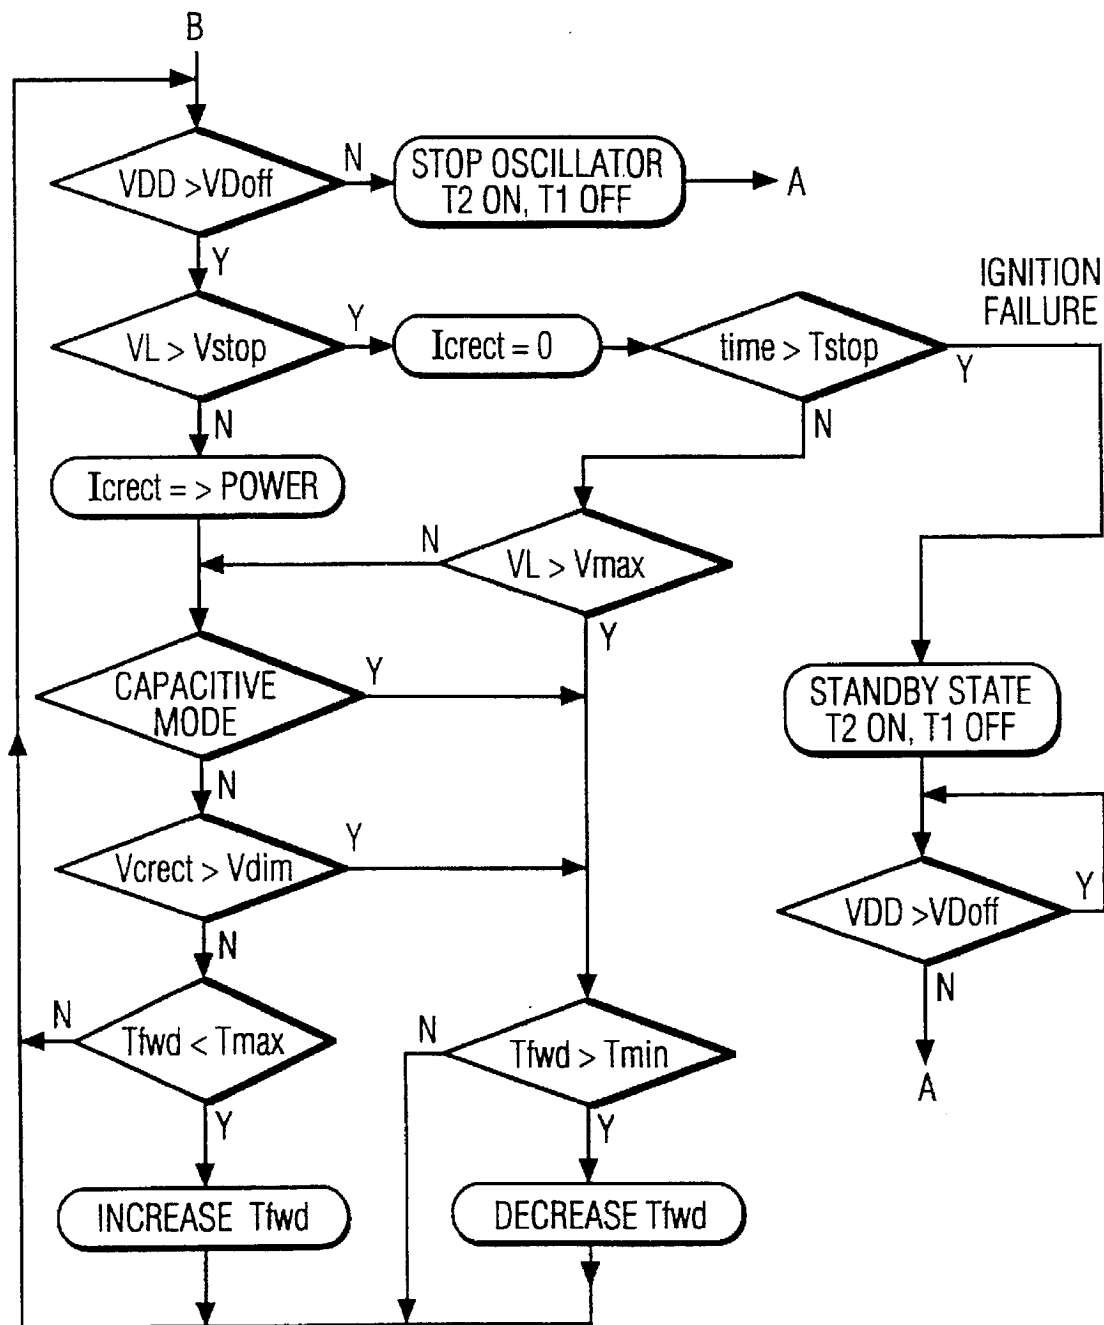 B
VDD >VDoff
N
STOP OSCILLATOR
T2 ON, T1 OFF
A
Y
IGNITION
FAILURE
VL > Vstop
Y
Icrect = 0
time > Tstop
Y
N
N
Icrect = > POWER
N
VL > Vmax
Y
CAPACITIVE
MODE
Y
STANDBY STATE
T2 ON, T1 OFF
N
Vcrect > Vdim
Y
VDD >VDoff
Y
N
N
N
Tfwd < Tmax
N
Tfwd > Tmin
A
Y
Y
INCREASE Tfwd
DECREASE Tfwd